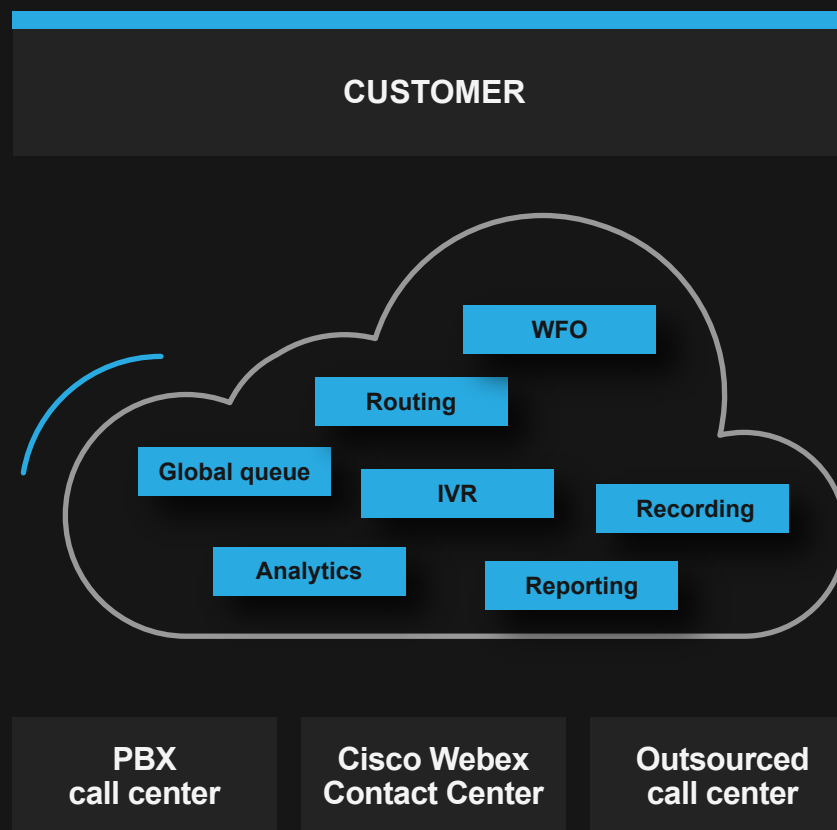 CUSTOMER
WFO
Routing
Global queue
IVR
Recording
Analytics
Reporting
PBX
call center
Cisco Webex
Contact Center
Outsourced
call center